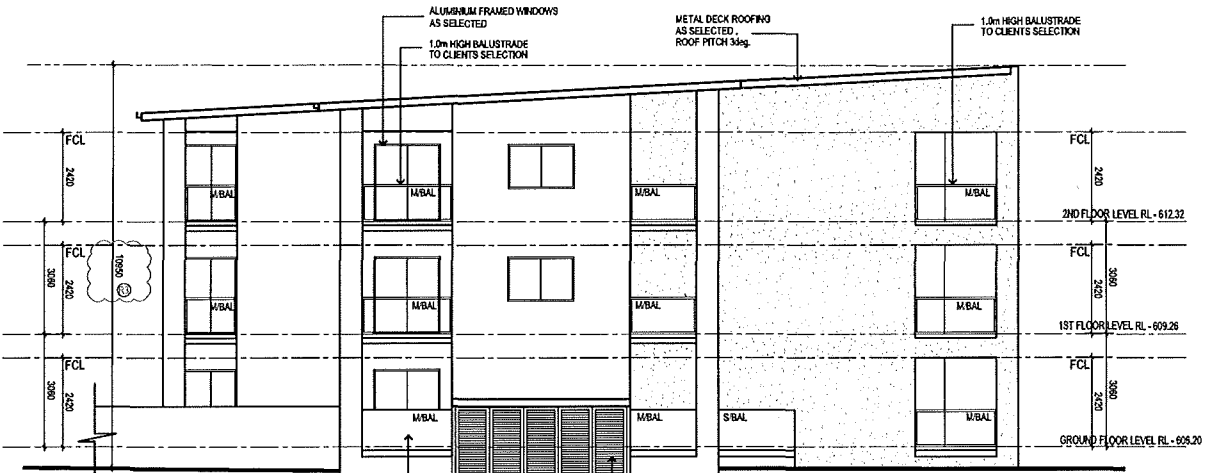 ALUMINIUM FRAMED WINDOWS
AS SELECTED
1.0m HIGH BALUSTRADE
TO CLIENTS SELECTION
METAL DECK ROOFING
AS SELECTED .
ROOF PITCH 3deg.
1.0m HIGH BALUSTRADE
TO CLIENTS SELECTION
FCL
FCL
2420
2420
M/BAL
M/BAL
M/BAL
M/BAL
2ND FLOOR LEVEL RL - 612.32
FCL
FCL
3060
2420
10950
2420
3060
M/BAL
M/BAL
M/BAL
M/BAL
1ST FLOOR LEVEL RL - 609.26
FCL
FCL
3060
2420
2420
3060
M/BAL
M/BAL
S/BAL
M/BAL
GROUND FLOOR LEVEL RL - 606.20